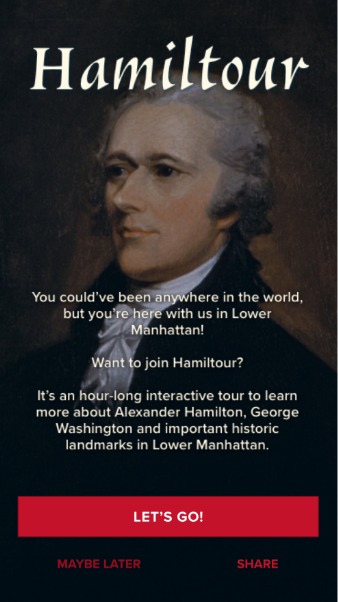 Hamiltour
You could've been anywhere in the world,
but you're here with us in Lower
Manhattan!
Want to join Hamiltour?
It's an hour-long interactive tour to learn
more about Alexander Hamilton, George
Washington and important historic
landmarks in Lower Manhattan.
LET'S GO!
MAYBE LATER
SHARE